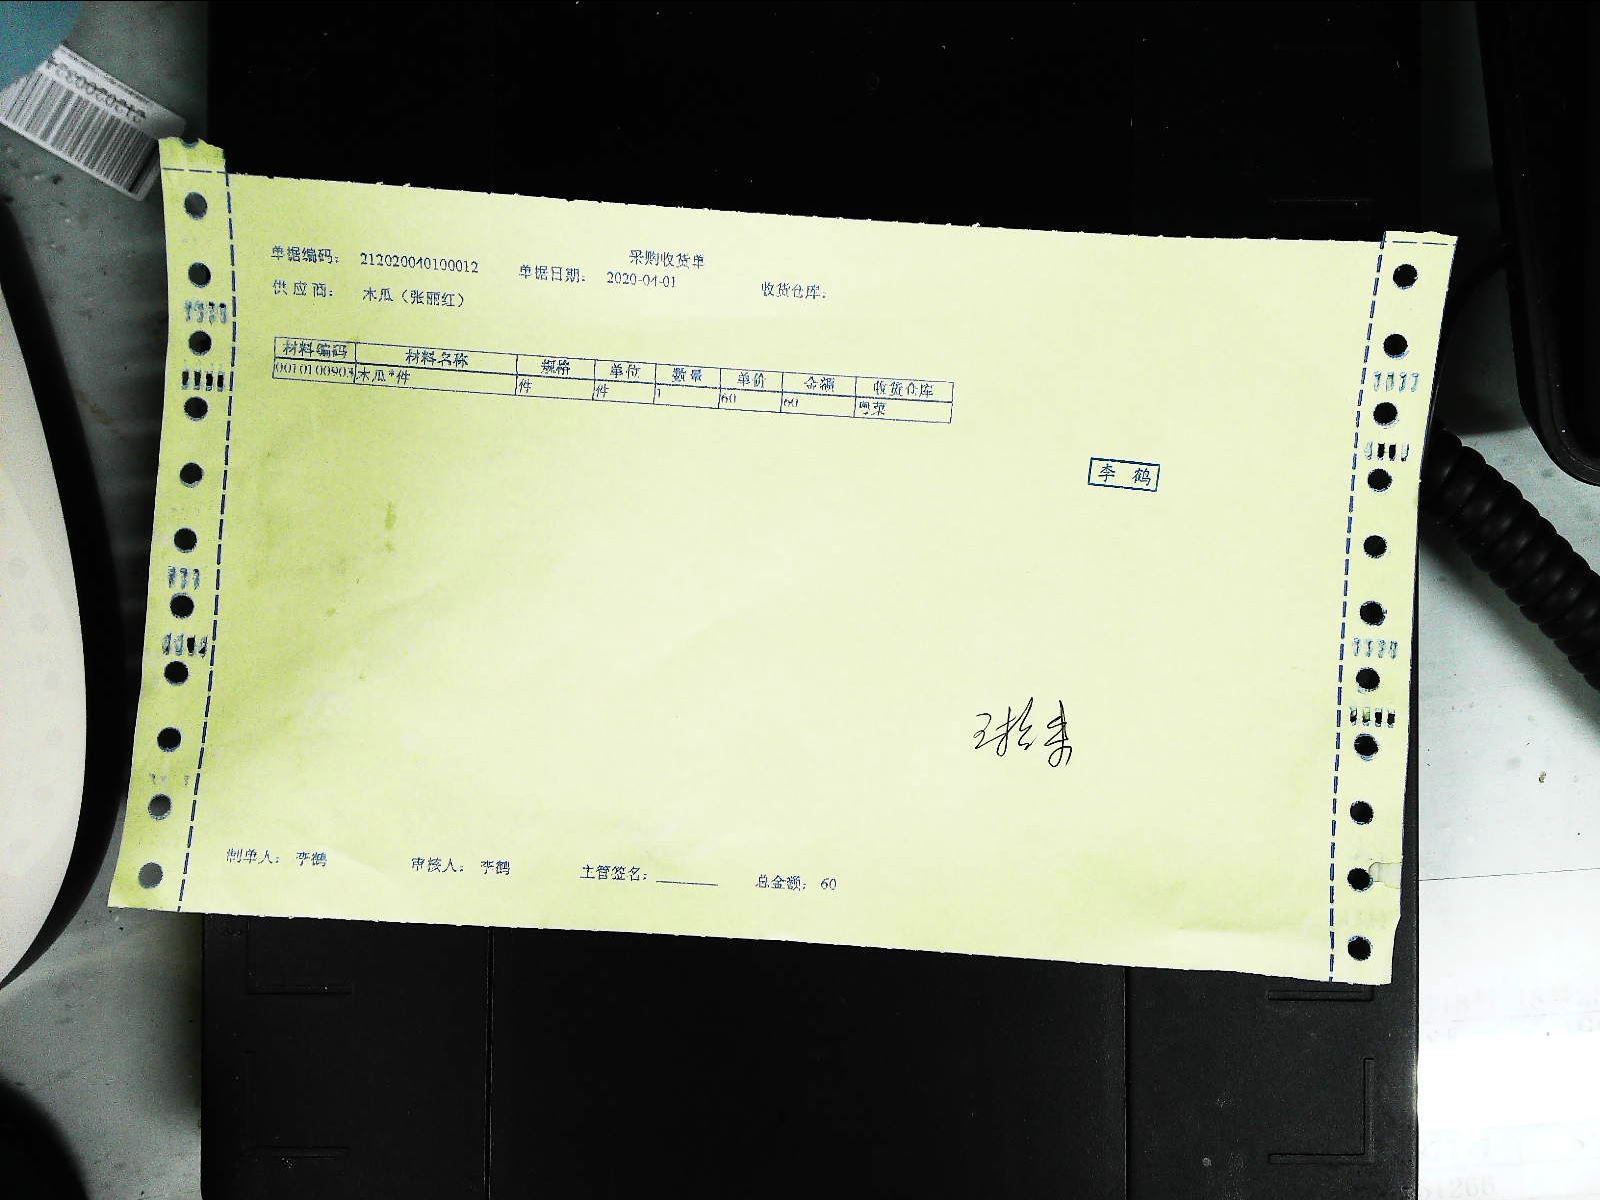 采购收货单
单据编码： 212020040100012 单据日期： 2020-04-01 收货仓库：
供应商： 木瓜（张丽红）
材料编码 材料名称 规格 单位 数量 单价 金额 收货仓库
0010100903 木瓜*件 件 件 1 60 60 粤菜
李 鹤
制单人： 李鹤 审核人： 李鹤 主管签名：______ 总金额： 60